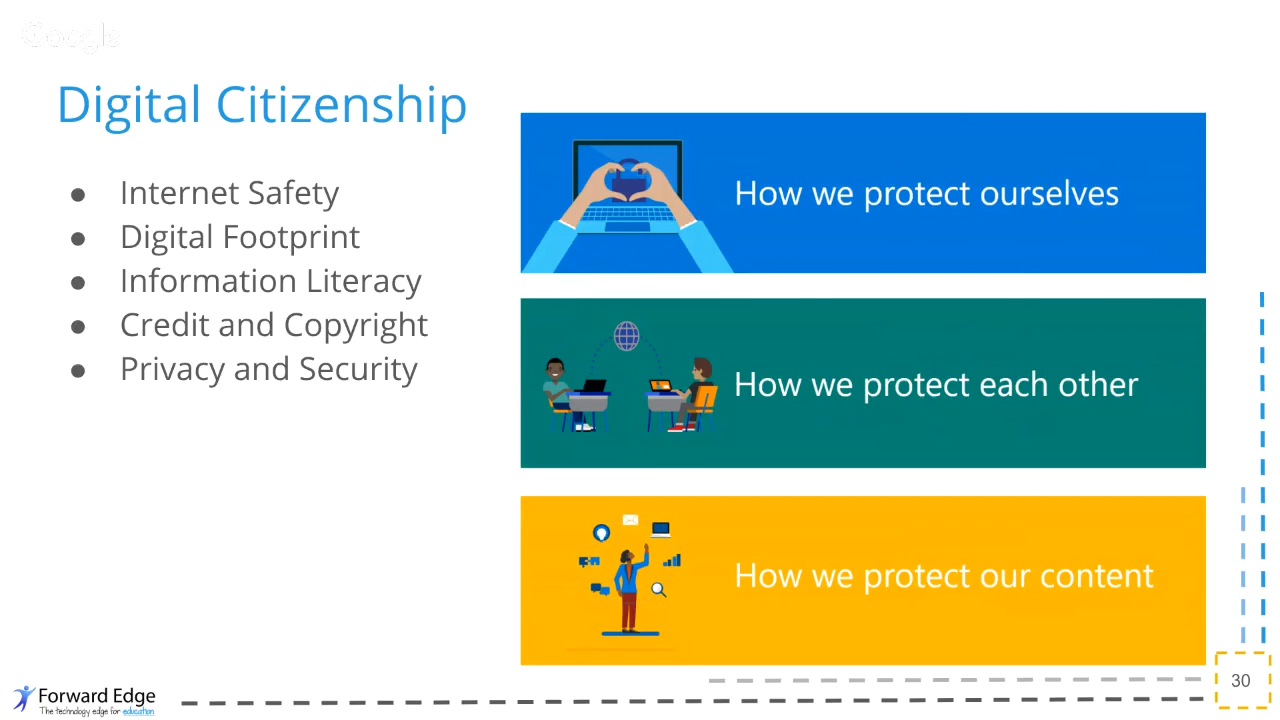 Google
Digital Citizenship
● Internet Safety
● Digital Footprint
● Information Literacy
● Credit and Copyright
● Privacy and Security
How we protect ourselves
How we protect each other
How we protect our content
Forward Edge
The technology edge for education
30